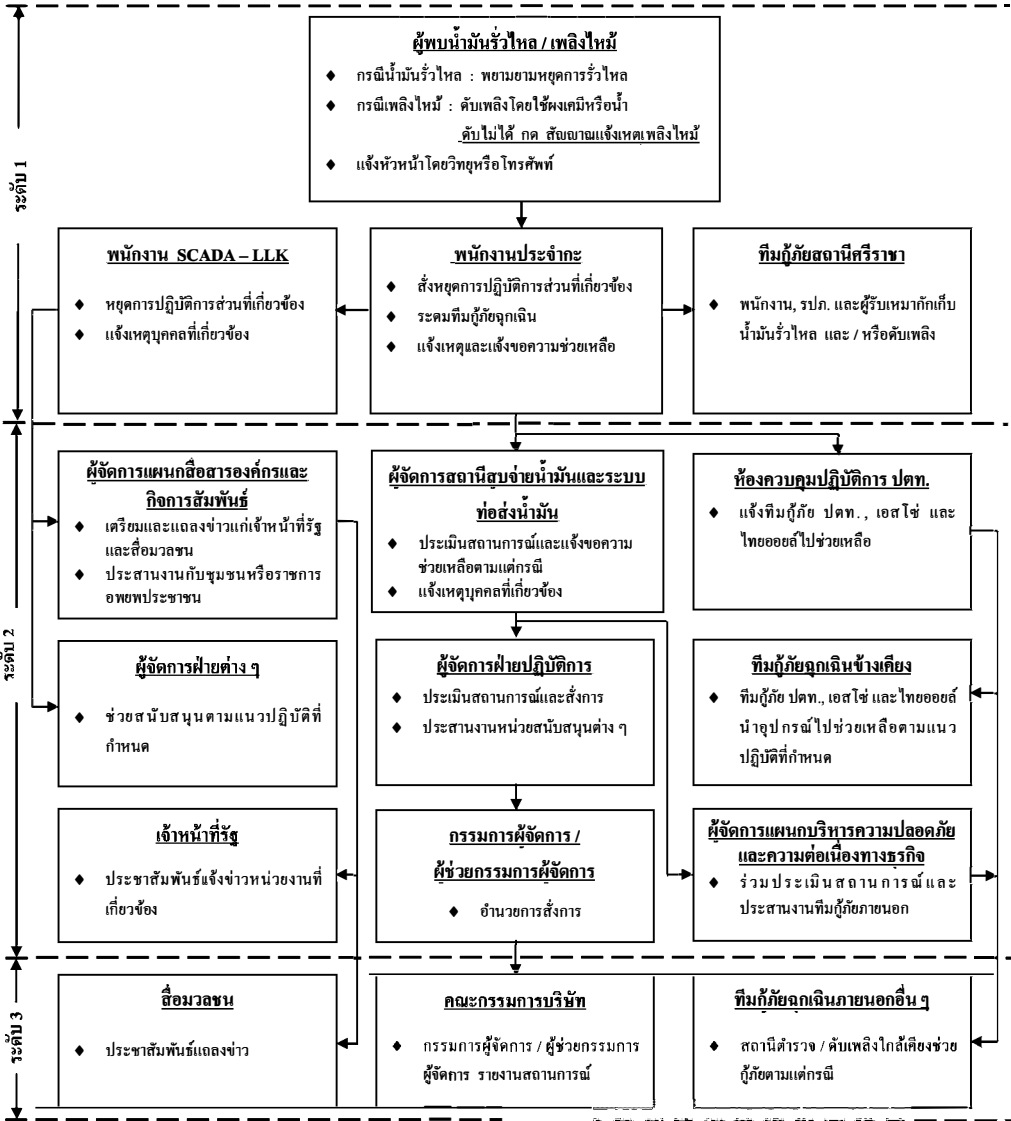 ระดับ 1
ผู้พบน้ำมันรั่วไหล / เพลิงไหม้
♦ กรณีน้ำมันรั่วไหล : พยามยามหยุดการรั่วไหล
♦ กรณีเพลิงไหม้ : ดับเพลิงโดยใช้ผงเคมีหรือน้ำ
ดับไม่ได้ กด สัญญาณแจ้งเหตุเพลิงไหม้
♦ แจ้งหัวหน้าโดยวิทยุหรือโทรศัพท์
พนักงาน SCADA – LLK
♦ หยุดการปฏิบัติการส่วนที่เกี่ยวข้อง
♦ แจ้งเหตุบุคคลที่เกี่ยวข้อง
พนักงานประจำกะ
♦ สั่งหยุดการปฏิบัติการส่วนที่เกี่ยวข้อง
♦ ระดมทีมกู้ภัยฉุกเฉิน
♦ แจ้งเหตุและแจ้งขอความช่วยเหลือ
ทีมกู้ภัยสถานีศรีราชา
♦ พนักงาน, รปภ. และผู้รับเหมากักเก็บ
น้ำมันรั่วไหล และ / หรือดับเพลิง
ระดับ 2
ผู้จัดการแผนกสื่อสารองค์กรและ
กิจการสัมพันธ์
♦ เตรียมและแถลงข่าวแก่เจ้าหน้าที่รัฐ
และสื่อมวลชน
♦ ประสานงานกับชุมชนหรือราชการ
อพยพประชาชน
ผู้จัดการสถานีสูบจ่ายน้ำมันและระบบ
ท่อส่งน้ำมัน
♦ ประเมินสถานการณ์และแจ้งขอความ
ช่วยเหลือตามแต่กรณี
♦ แจ้งเหตุบุคคลที่เกี่ยวข้อง
ห้องควบคุมปฏิบัติการ ปตท.
♦ แจ้งทีมกู้ภัย ปตท., เอสโซ่ และ
ไทยออยล์ไปช่วยเหลือ
ผู้จัดการฝ่ายต่าง ๆ
♦ ช่วยสนับสนุนตามแนวปฏิบัติที่
กำหนด
ผู้จัดการฝ่ายปฏิบัติการ
♦ ประเมินสถานการณ์และสั่งการ
♦ ประสานงานหน่วยสนับสนุนต่าง ๆ
ทีมกู้ภัยฉุกเฉินข้างเคียง
♦ ทีมกู้ภัย ปตท., เอสโซ่ และไทยออยล์
นำอุปกรณ์ไปช่วยเหลือตามแนว
ปฏิบัติที่กำหนด
เจ้าหน้าที่รัฐ
♦ ประชาสัมพันธ์แจ้งข่าวหน่วยงานที่
เกี่ยวข้อง
กรรมการผู้จัดการ /
ผู้ช่วยกรรมการผู้จัดการ
♦ อำนวยการสั่งการ
ผู้จัดการแผนกบริหารความปลอดภัย
และความต่อเนื่องทางธุรกิจ
♦ ร่วมประเมินสถานการณ์และ
ประสานงานทีมกู้ภัยภายนอก
ระดับ 3
สื่อมวลชน
♦ ประชาสัมพันธ์แถลงข่าว
คณะกรรมการบริษัท
♦ กรรมการผู้จัดการ / ผู้ช่วยกรรมการ
ผู้จัดการ รายงานสถานการณ์
ทีมกู้ภัยฉุกเฉินภายนอกอื่น ๆ
♦ สถานีตำรวจ / ดับเพลิงใกล้เคียงช่วย
กู้ภัยตามแต่กรณี